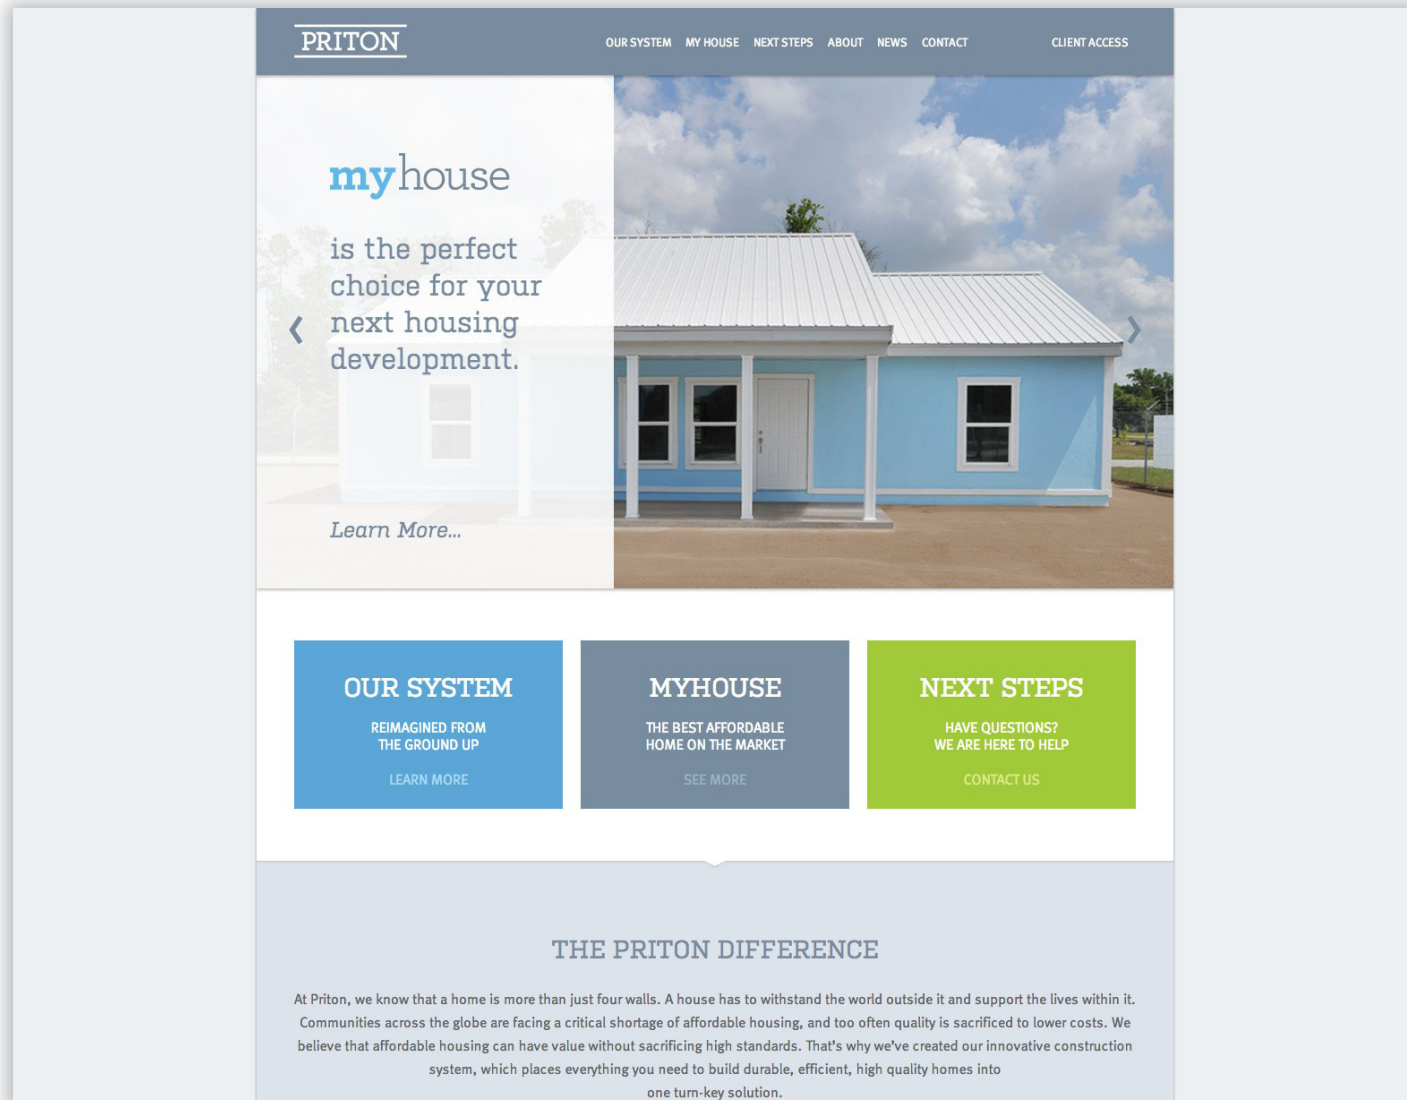 PRITON
OUR SYSTEM MY HOUSE NEXT STEPS ABOUT NEWS CONTACT CLIENT ACCESS
myhouse
is the perfect
choice for your
next housing
development.
Learn More...
OUR SYSTEM
REIMAGINED FROM
THE GROUND UP
LEARN MORE
MYHOUSE
THE BEST AFFORDABLE
HOME ON THE MARKET
SEE MORE
NEXT STEPS
HAVE QUESTIONS?
WE ARE HERE TO HELP
CONTACT US
THE PRITON DIFFERENCE
At Priton, we know that a home is more than just four walls. A house has to withstand the world outside it and support the lives within it.
Communities across the globe are facing a critical shortage of affordable housing, and too often quality is sacrificed to lower costs. We
believe that affordable housing can have value without sacrificing high standards. That's why we've created our innovative construction
system, which places everything you need to build durable, efficient, high quality homes into
one turn-key solution.